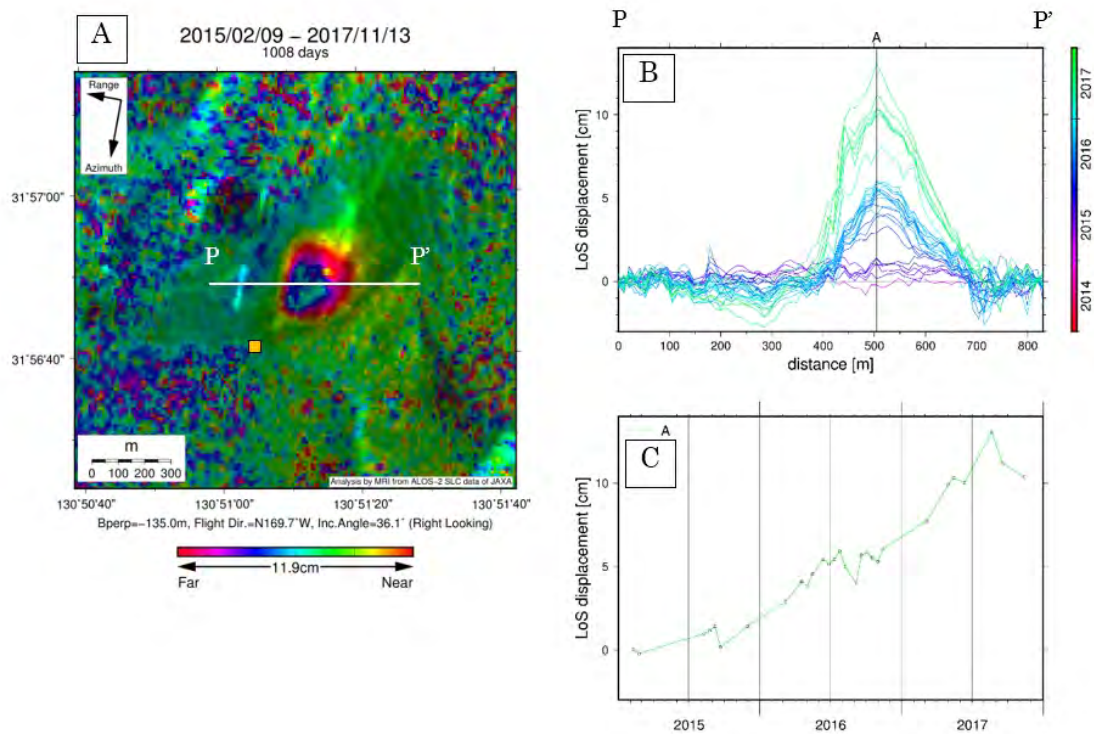 A
2015/02/09 − 2017/11/13
1008 days
Range
Azimuth
31˚57'00"
31˚56'40"
P P'
m
0 100 200 300
Analysis by MRI from ALOS−2 SLC data of JAXA
130˚50'40" 130˚51'00" 130˚51'20" 130˚51'40"
Bperp=−135.0m, Flight Dir.=N169.7˚W, Inc.Angle=36.1˚ (Right Looking)
11.9cm
Far Near
P P'
A
B
LoS displacement [cm]
10
5
0
0 100 200 300 400 500 600 700 800
distance [m]
2017
2016
2015
2014
A
C
LoS displacement [cm]
10
5
0
2015 2016 2017